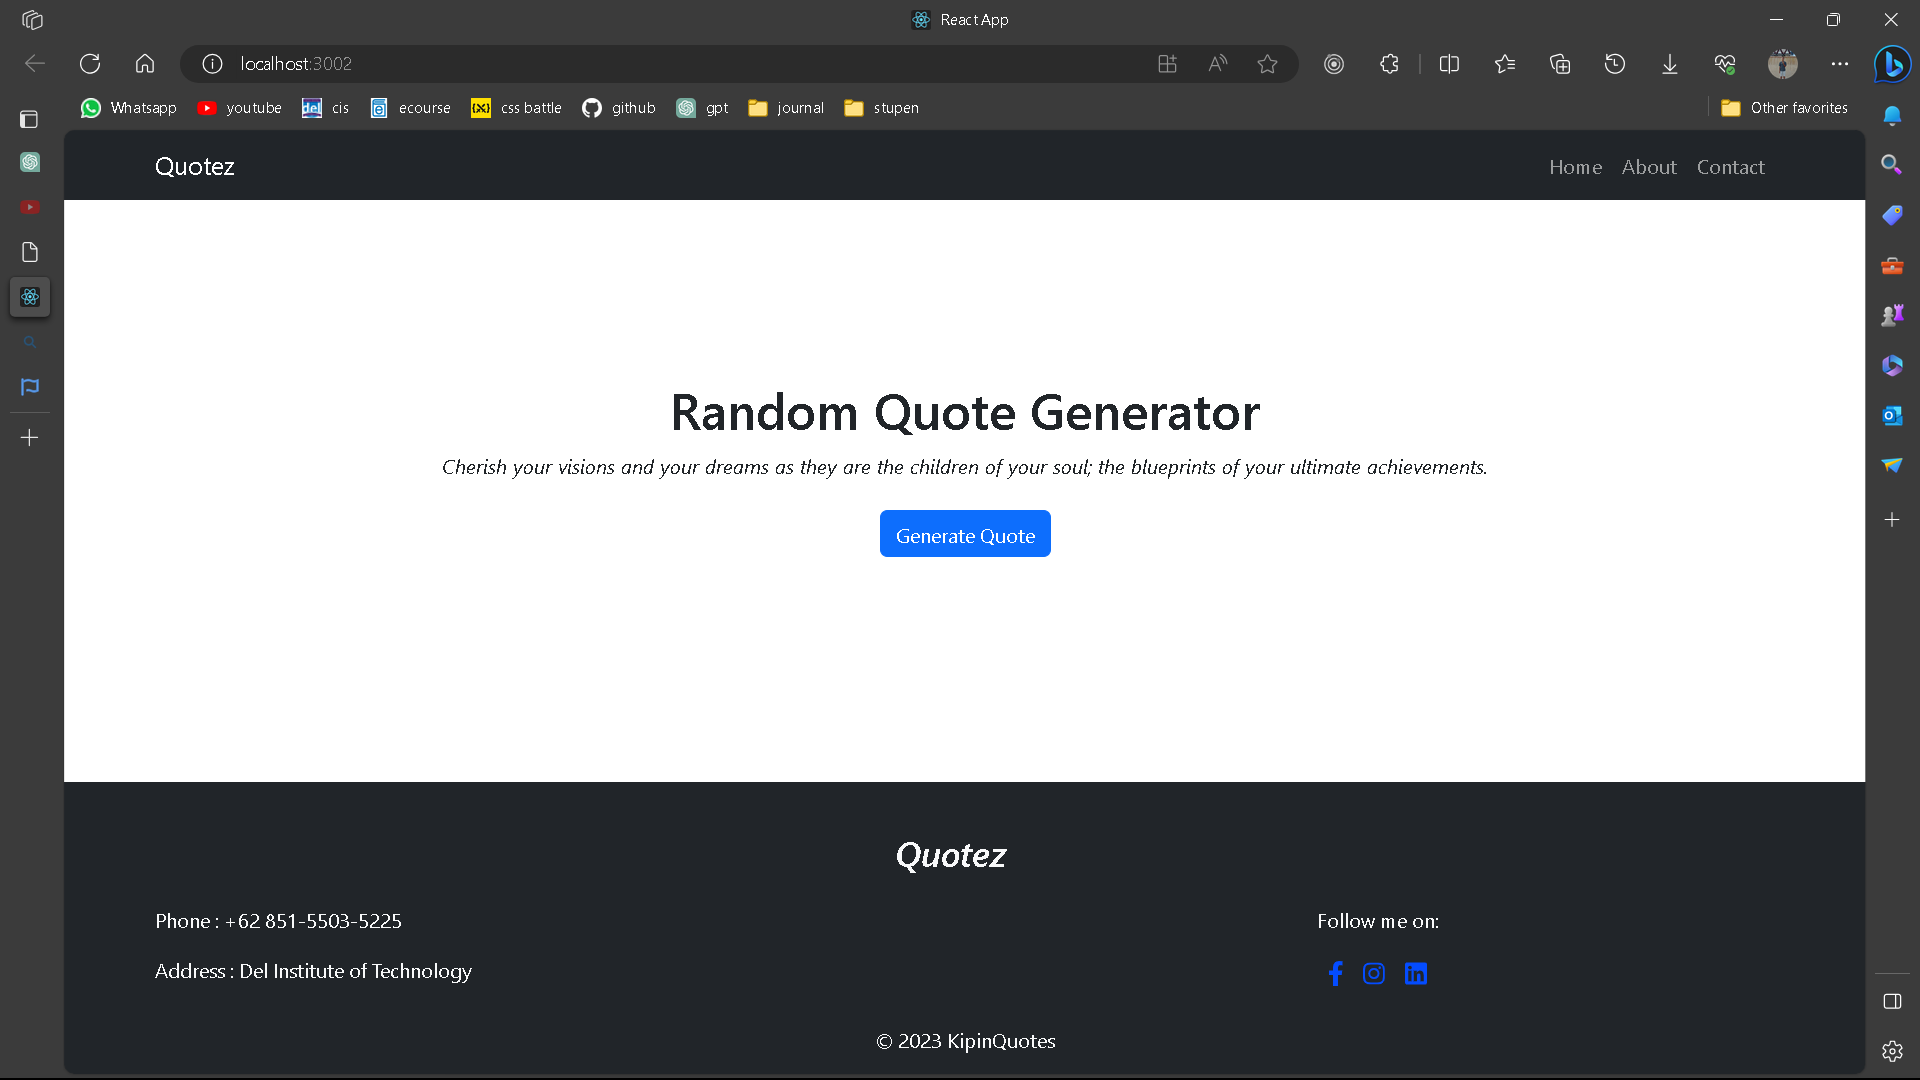 React App
localhost:3002
Whatsapp youtube cis ecourse css battle github gpt journal stupen Other favorites
Quotez Home About Contact
Random Quote Generator
Cherish your visions and your dreams as they are the children of your soul; the blueprints of your ultimate achievements.
Generate Quote
Quotez
Phone : +62 851-5503-5225 Follow me on:
Address : Del Institute of Technology
© 2023 KipinQuotes